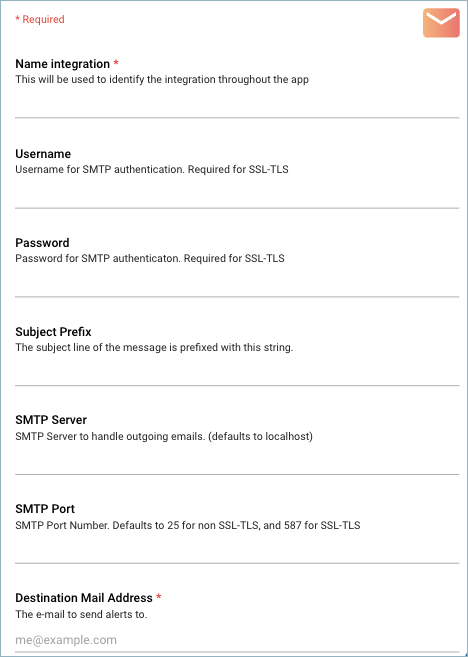 * Required
Name integration *
This will be used to identify the integration throughout the app
Username
Username for SMTP authentication. Required for SSL-TLS
Password
Password for SMTP authenticaton. Required for SSL-TLS
Subject Prefix
The subject line of the message is prefixed with this string.
SMTP Server
SMTP Server to handle outgoing emails. (defaults to localhost)
SMTP Port
SMTP Port Number. Defaults to 25 for non SSL-TLS, and 587 for SSL-TLS
Destination Mail Address *
The e-mail to send alerts to.
me@example.com